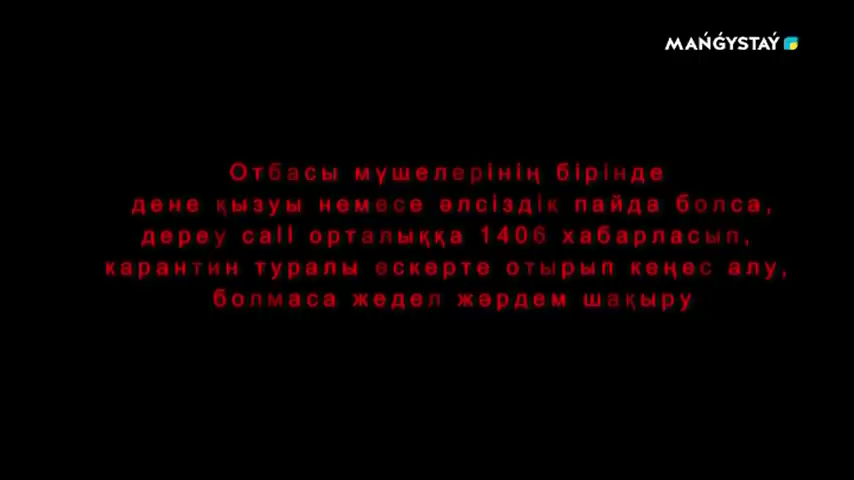 MAŃǴYSTAÝ
Отбасы мүшелерінің бірінде
дене қызуы немесе әлсіздік пайда болса,
дереу call орталыққа 1406 хабарласып,
карантин туралы ескерте отырып кеңес алу,
болмаса жедел жәрдем шақыру